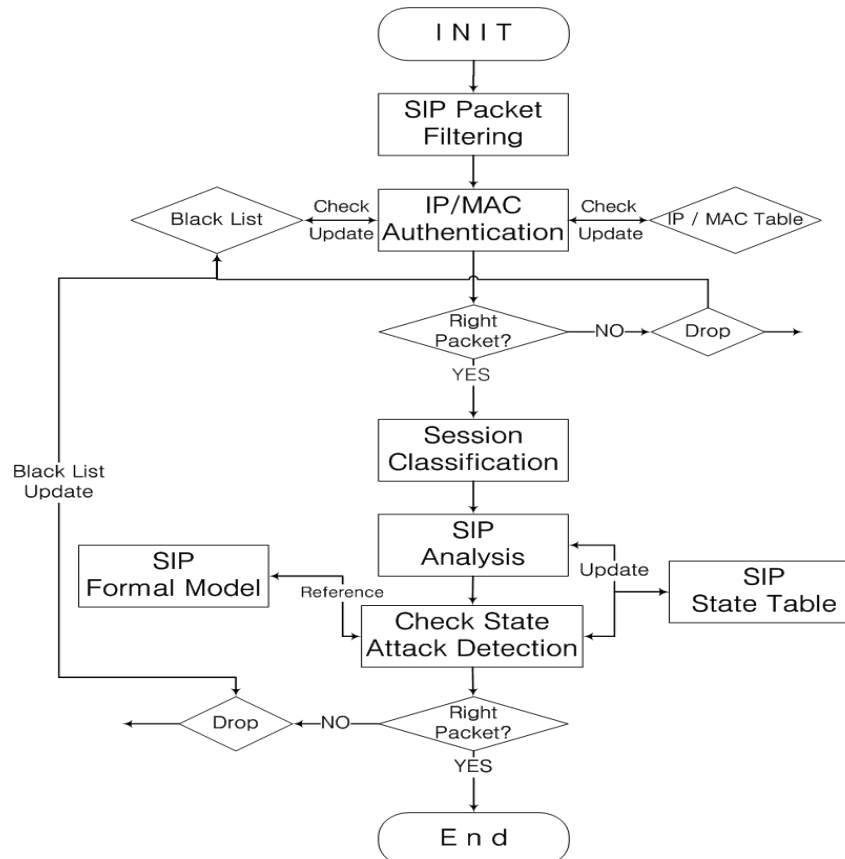 I N I T
SIP Packet
Filtering
Black List
Check
Update
IP/MAC
Authentication
Check
Update
IP / MAC Table
Right
Packet?
NO
Drop
YES
Session
Classification
Black List
Update
SIP
Analysis
SIP
Formal Model
Reference
Update
SIP
State Table
Check State
Attack Detection
Drop
NO
Right
Packet?
YES
E n d